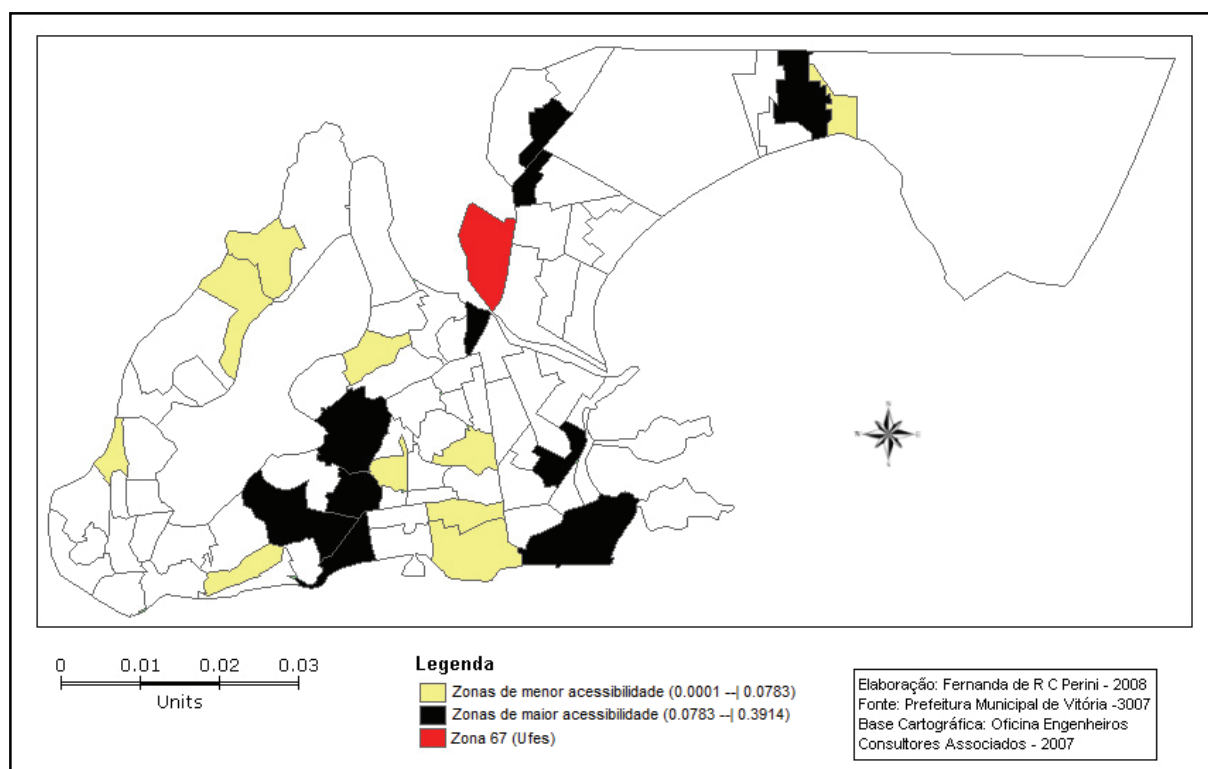 N
0 0.01 0.02 0.03
Units
Legenda
Zonas de menor acessibilidade (0.0001 --| 0.0783)
Zonas de maior acessibilidade (0.0783 --| 0.3914)
Zona 67 (Ufes)
Elaboração: Fernanda de R C Perini - 2008
Fonte: Prefeitura Municipal de Vitória -3007
Base Cartográfica: Oficina Engenheiros
Consultores Associados - 2007